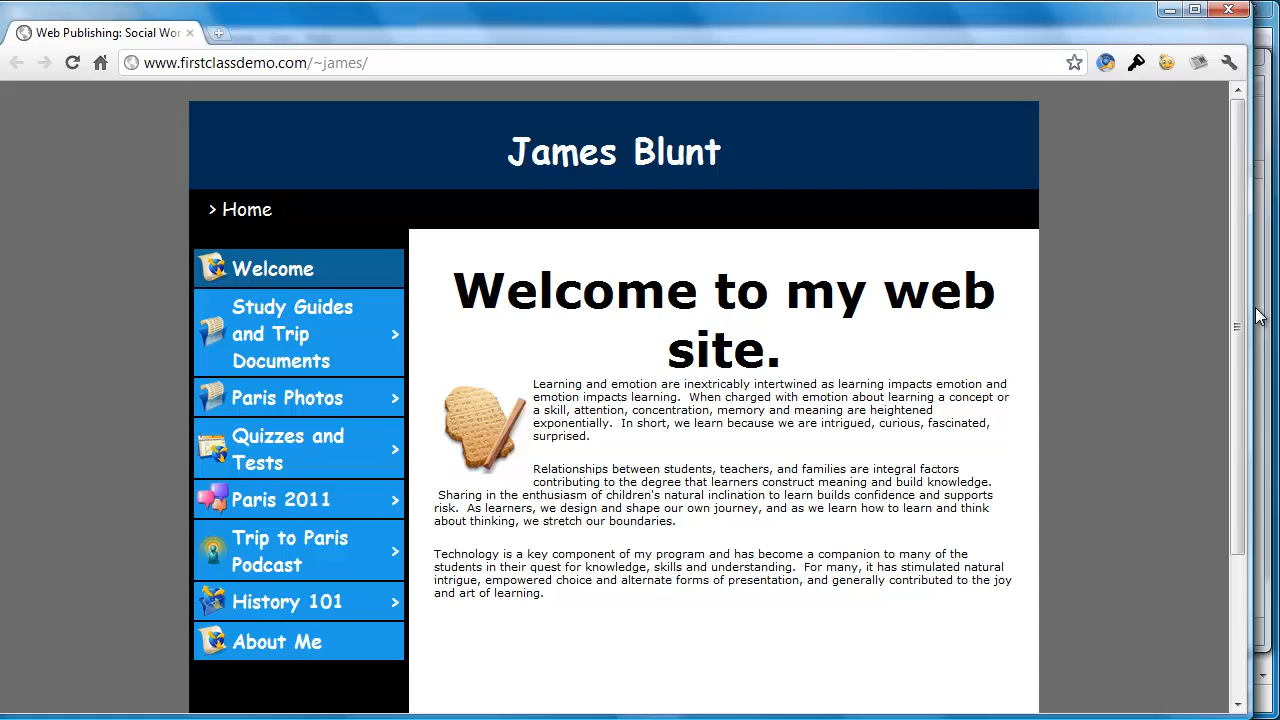 Web Publishing: Social Wor
www.firstclassdemo.com/~james/
James Blunt
> Home
Welcome
Study Guides
and Trip
Documents
>
Paris Photos >
Quizzes and
Tests
>
Paris 2011 >
Trip to Paris
Podcast
>
History 101 >
About Me
Welcome to my web
site.
Learning and emotion are inextricably intertwined as learning impacts emotion and
emotion impacts learning.  When charged with emotion about learning a concept or
a skill, attention, concentration, memory and meaning are heightened
exponentially.  In short, we learn because we are intrigued, curious, fascinated,
surprised.
Relationships between students, teachers, and families are integral factors
contributing to the degree that learners construct meaning and build knowledge.
Sharing in the enthusiasm of children's natural inclination to learn builds confidence and supports
risk.  As learners, we design and shape our own journey, and as we learn how to learn and think
about thinking, we stretch our boundaries.
Technology is a key component of my program and has become a companion to many of the
students in their quest for knowledge, skills and understanding.  For many, it has stimulated natural
intrigue, empowered choice and alternate forms of presentation, and generally contributed to the joy
and art of learning.